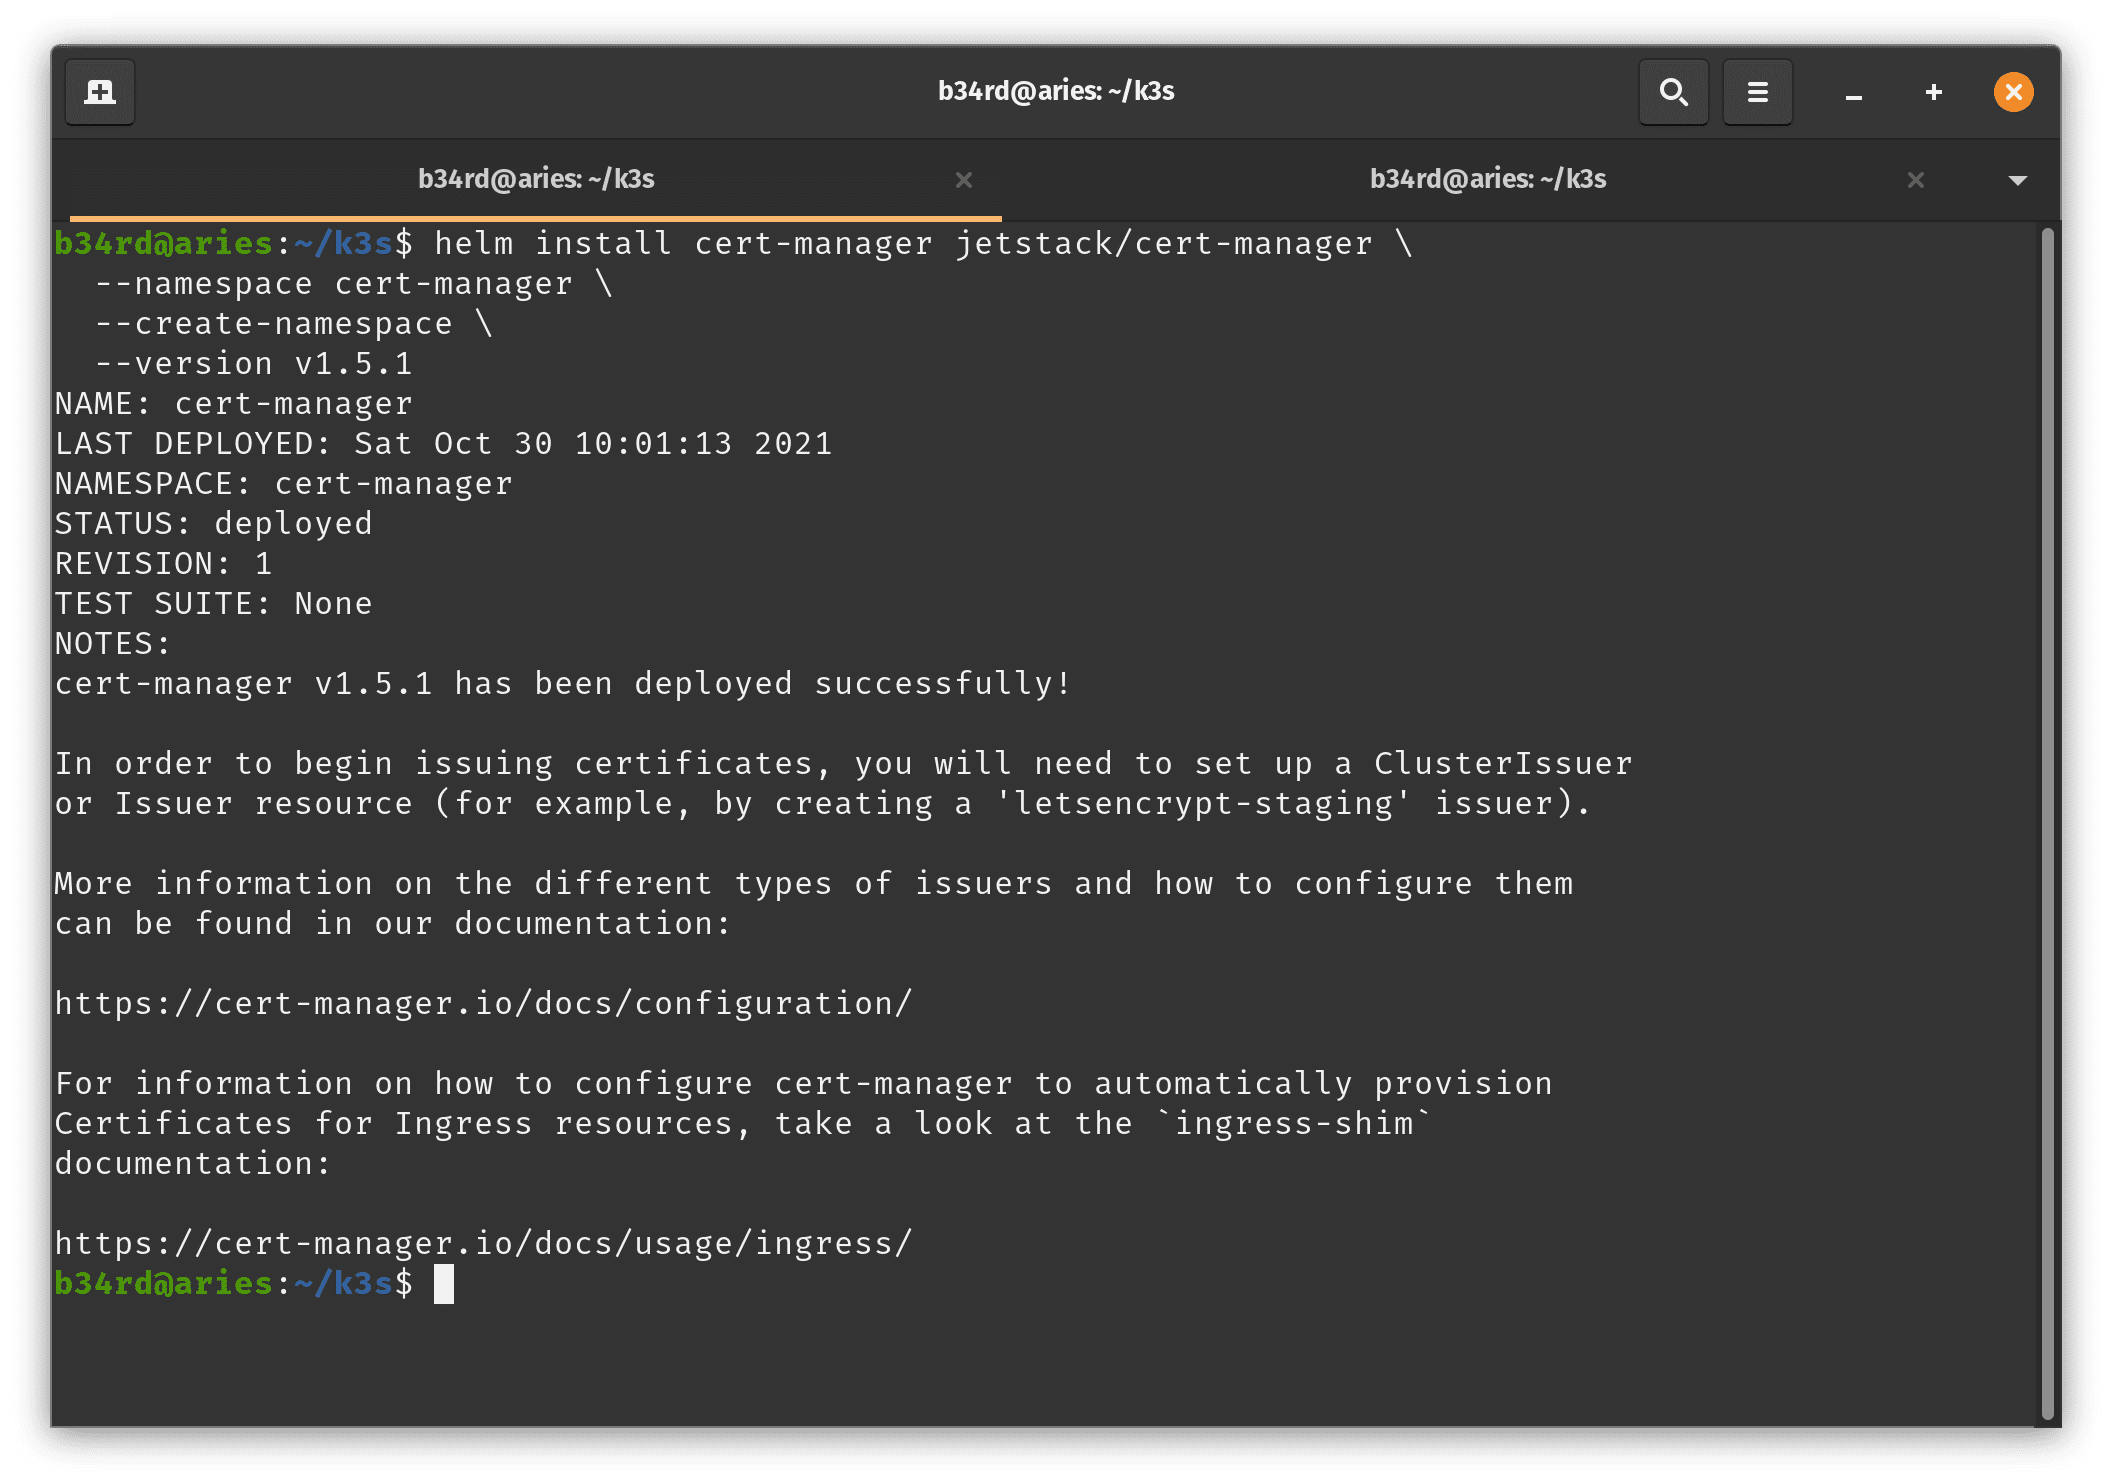 b34rd@aries: ~/k3s
b34rd@aries: ~/k3s
b34rd@aries: ~/k3s
b34rd@aries:~/k3s$ helm install cert-manager jetstack/cert-manager \
  --namespace cert-manager \
  --create-namespace \
  --version v1.5.1
NAME: cert-manager
LAST DEPLOYED: Sat Oct 30 10:01:13 2021
NAMESPACE: cert-manager
STATUS: deployed
REVISION: 1
TEST SUITE: None
NOTES:
cert-manager v1.5.1 has been deployed successfully!

In order to begin issuing certificates, you will need to set up a ClusterIssuer
or Issuer resource (for example, by creating a 'letsencrypt-staging' issuer).

More information on the different types of issuers and how to configure them
can be found in our documentation:

https://cert-manager.io/docs/configuration/

For information on how to configure cert-manager to automatically provision
Certificates for Ingress resources, take a look at the `ingress-shim`
documentation:

https://cert-manager.io/docs/usage/ingress/
b34rd@aries:~/k3s$